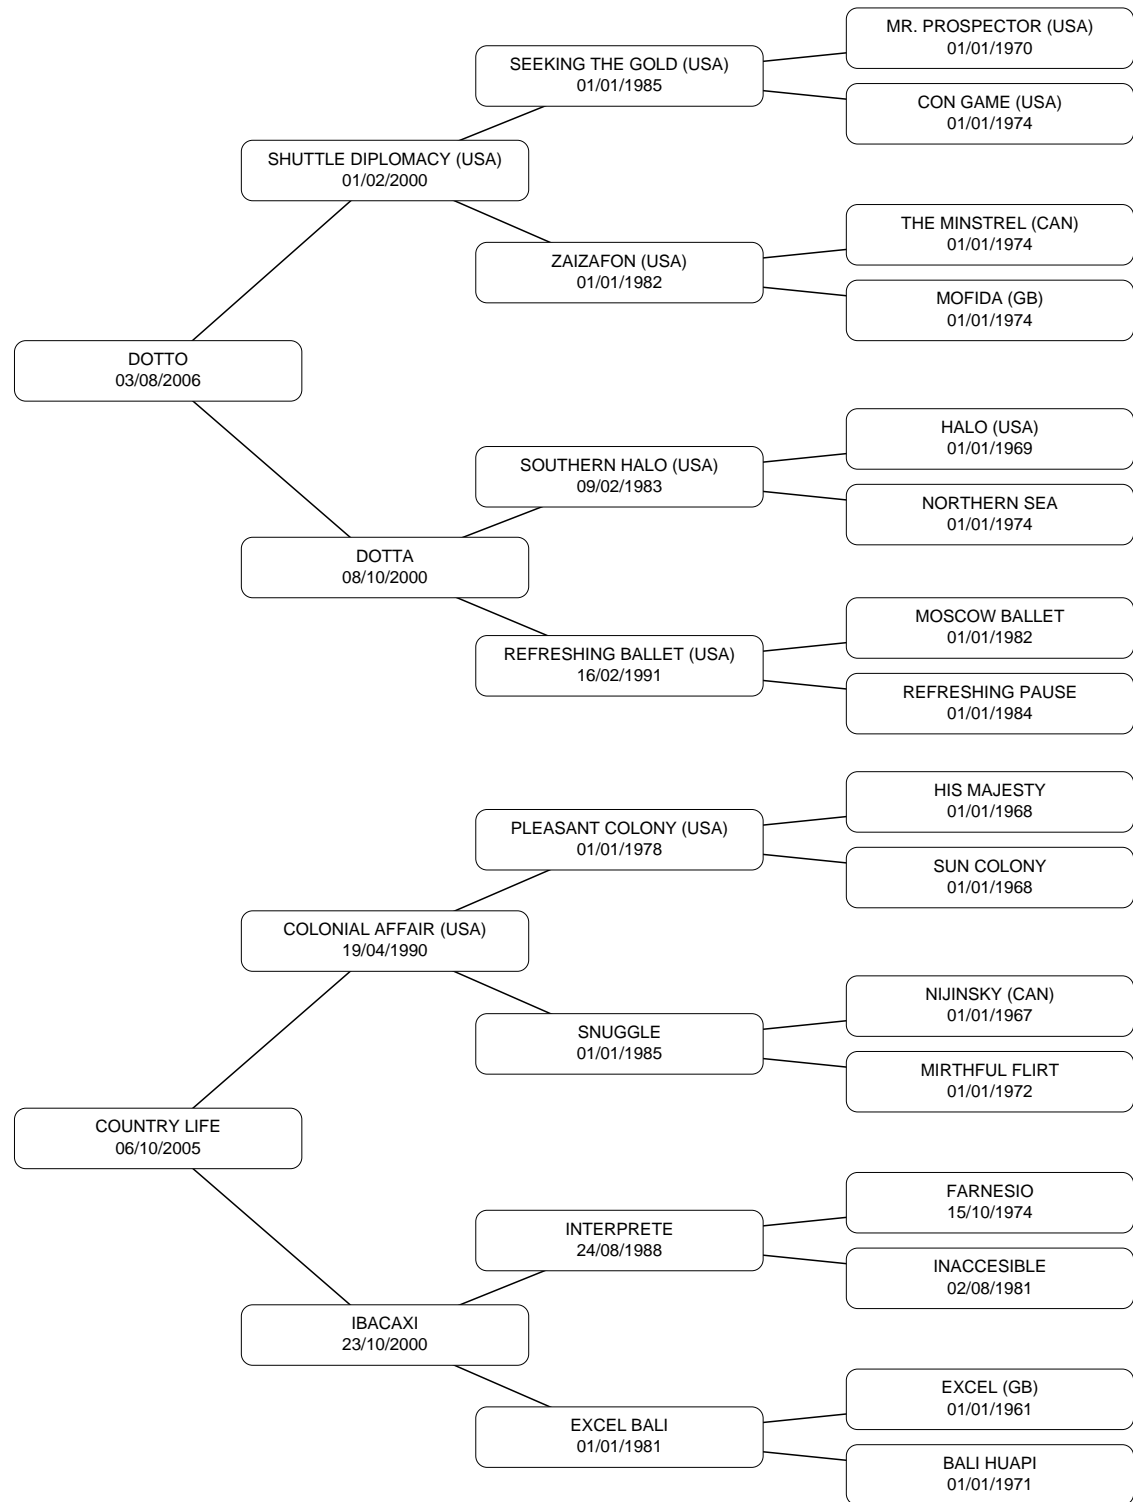 MR. PROSPECTOR (USA)
01/01/1970
SEEKING THE GOLD (USA)
01/01/1985
CON GAME (USA)
01/01/1974
SHUTTLE DIPLOMACY (USA)
01/02/2000
THE MINSTREL (CAN)
01/01/1974
ZAIZAFON (USA)
01/01/1982
MOFIDA (GB)
01/01/1974
DOTTO
03/08/2006
HALO (USA)
01/01/1969
SOUTHERN HALO (USA)
09/02/1983
NORTHERN SEA
01/01/1974
DOTTA
08/10/2000
MOSCOW BALLET
01/01/1982
REFRESHING BALLET (USA)
16/02/1991
REFRESHING PAUSE
01/01/1984
HIS MAJESTY
01/01/1968
PLEASANT COLONY (USA)
01/01/1978
SUN COLONY
01/01/1968
COLONIAL AFFAIR (USA)
19/04/1990
NIJINSKY (CAN)
01/01/1967
SNUGGLE
01/01/1985
MIRTHFUL FLIRT
01/01/1972
COUNTRY LIFE
06/10/2005
FARNESIO
15/10/1974
INTERPRETE
24/08/1988
INACCESIBLE
02/08/1981
IBACAXI
23/10/2000
EXCEL (GB)
01/01/1961
EXCEL BALI
01/01/1981
BALI HUAPI
01/01/1971